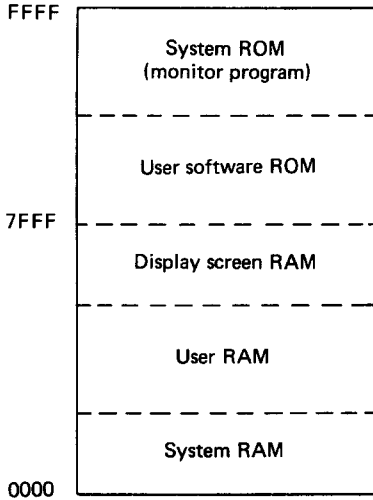 FFFF
System ROM
(monitor program)
User software ROM
7FFF
Display screen RAM
User RAM
System RAM
0000